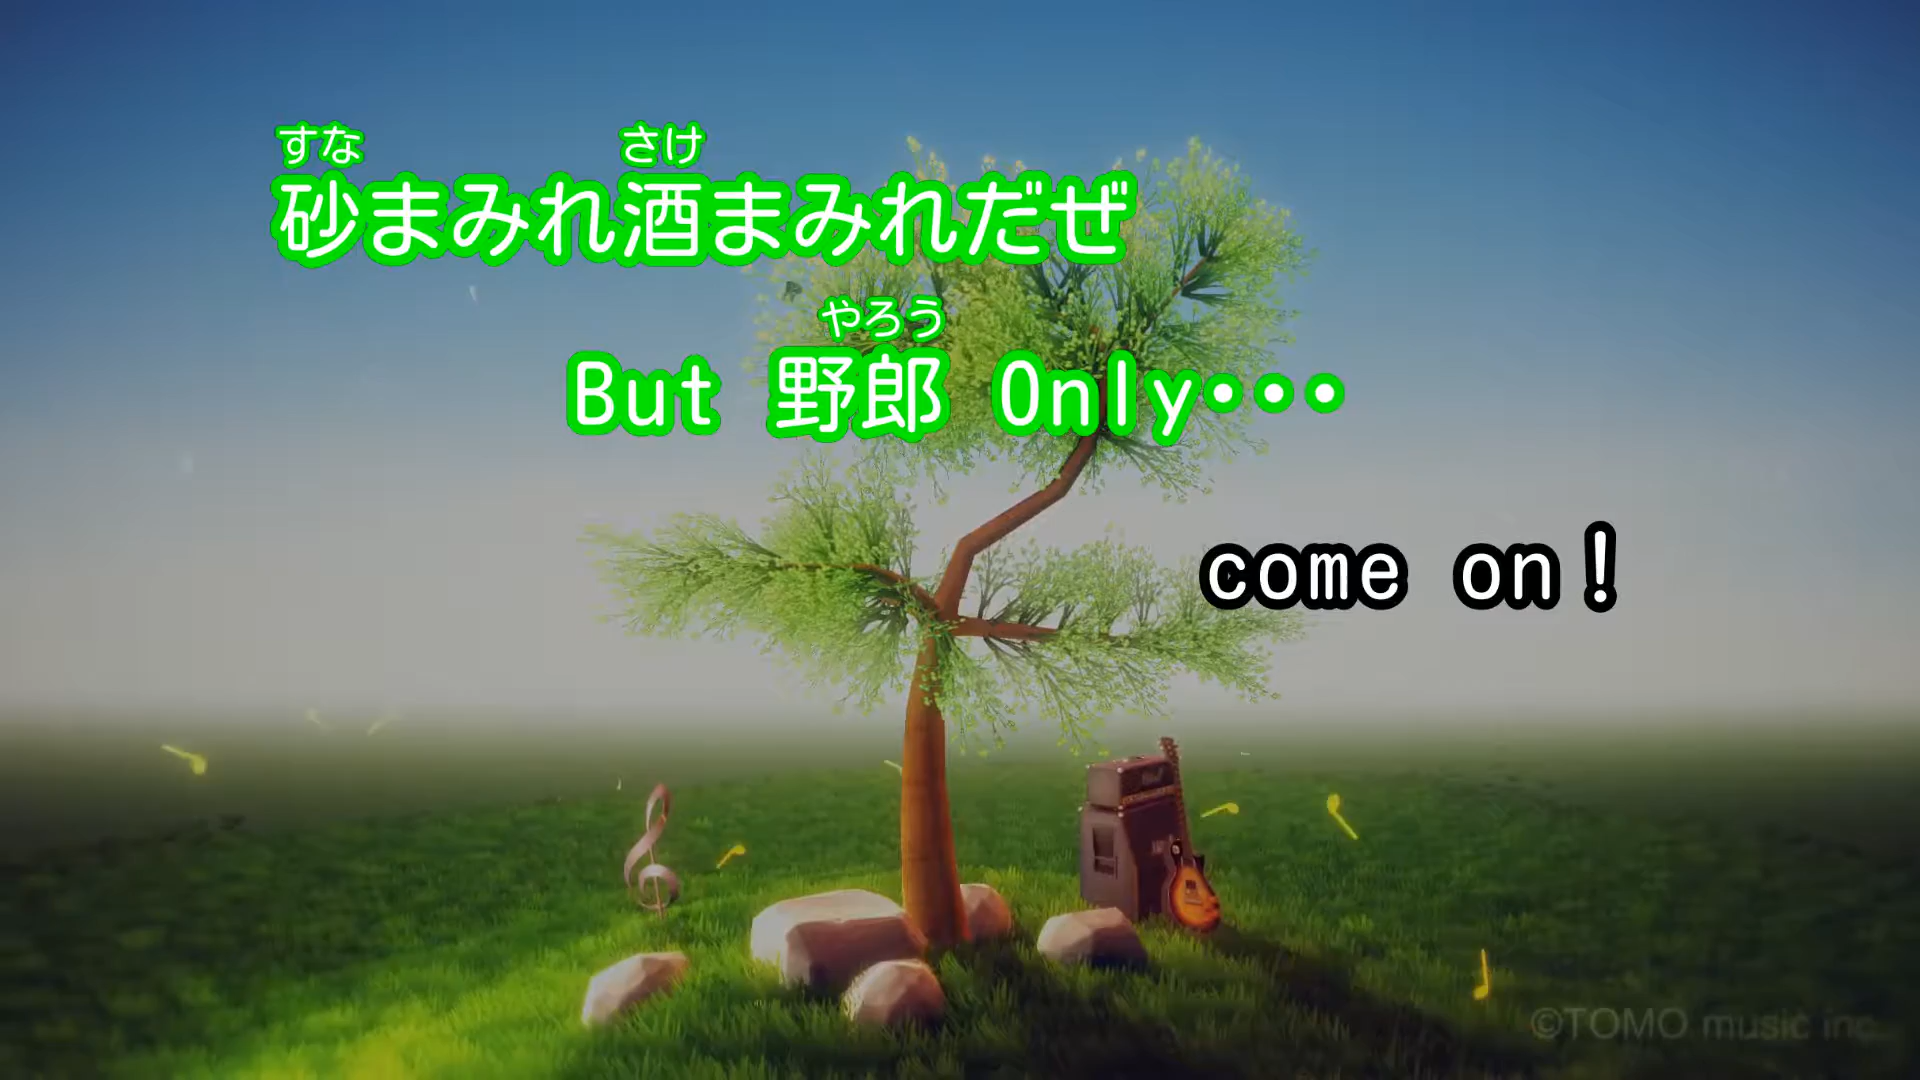 すな さけ
砂まみれ酒まみれだぜ
やろう
But 野郎 Only・・・
come on！
©TOMO music inc.